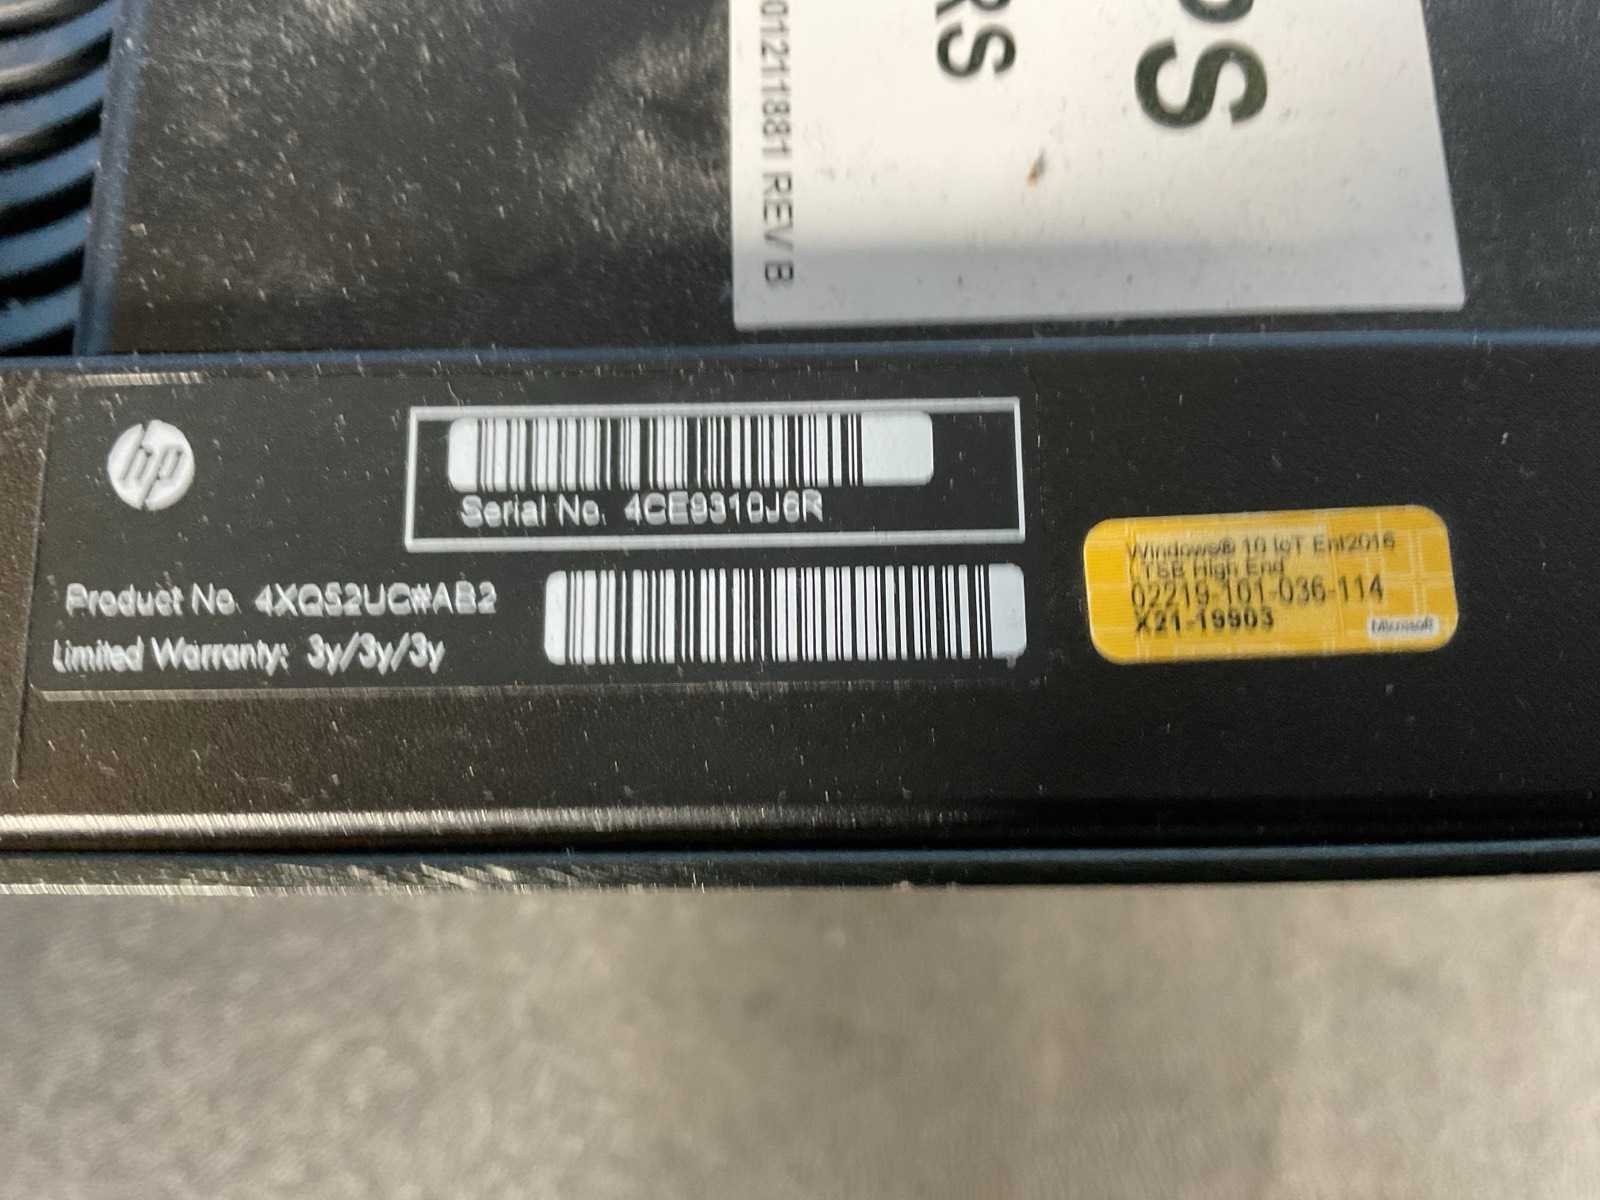 PS
RS
01211881 REV B
hp
Serial No. 4CE9310J6R
Product No. 4XQ52UC#AB2
Limited Warranty: 3y/3y/3y
Windows® 10 IoT Ent2016
LTSB High End
02219-101-036-114
X21-19903
Microsoft